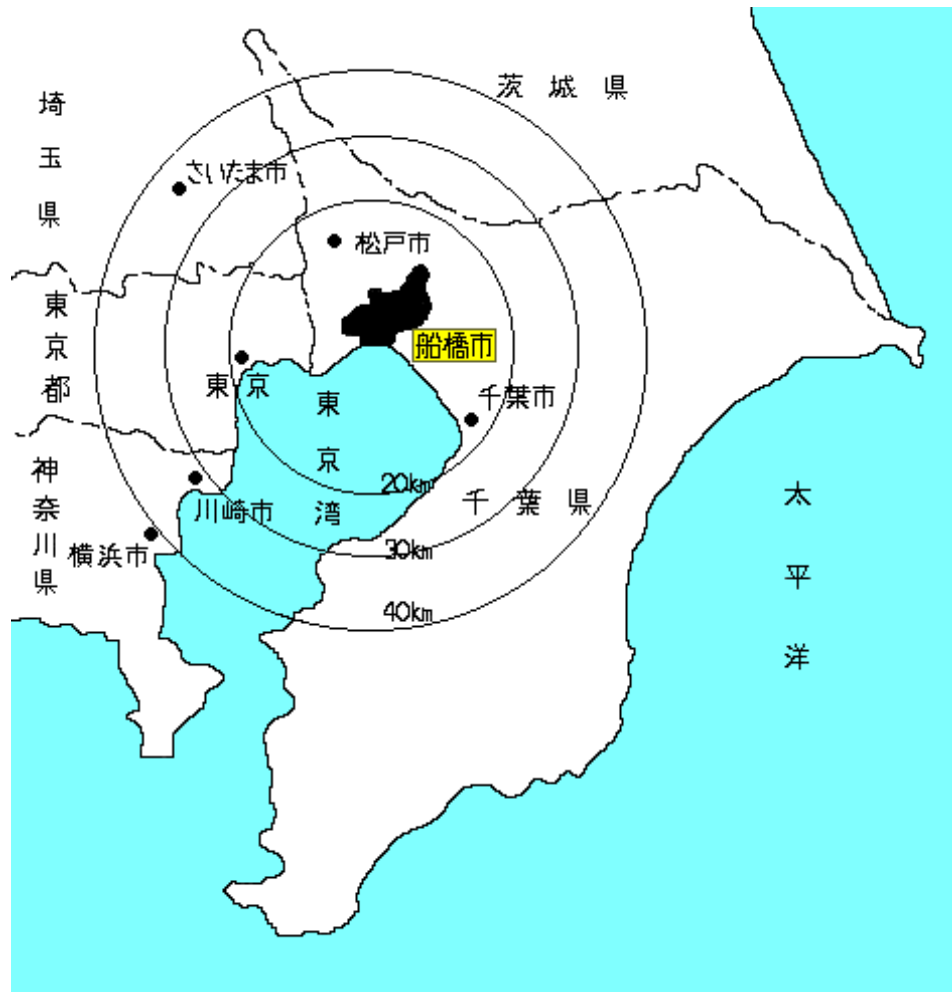 茨城県
埼玉県
さいたま市
松戸市
東京都
船橋市
東京
東京湾
千葉市
神奈川県
20km
千葉県
川崎市
太平洋
横浜市
30km
40km